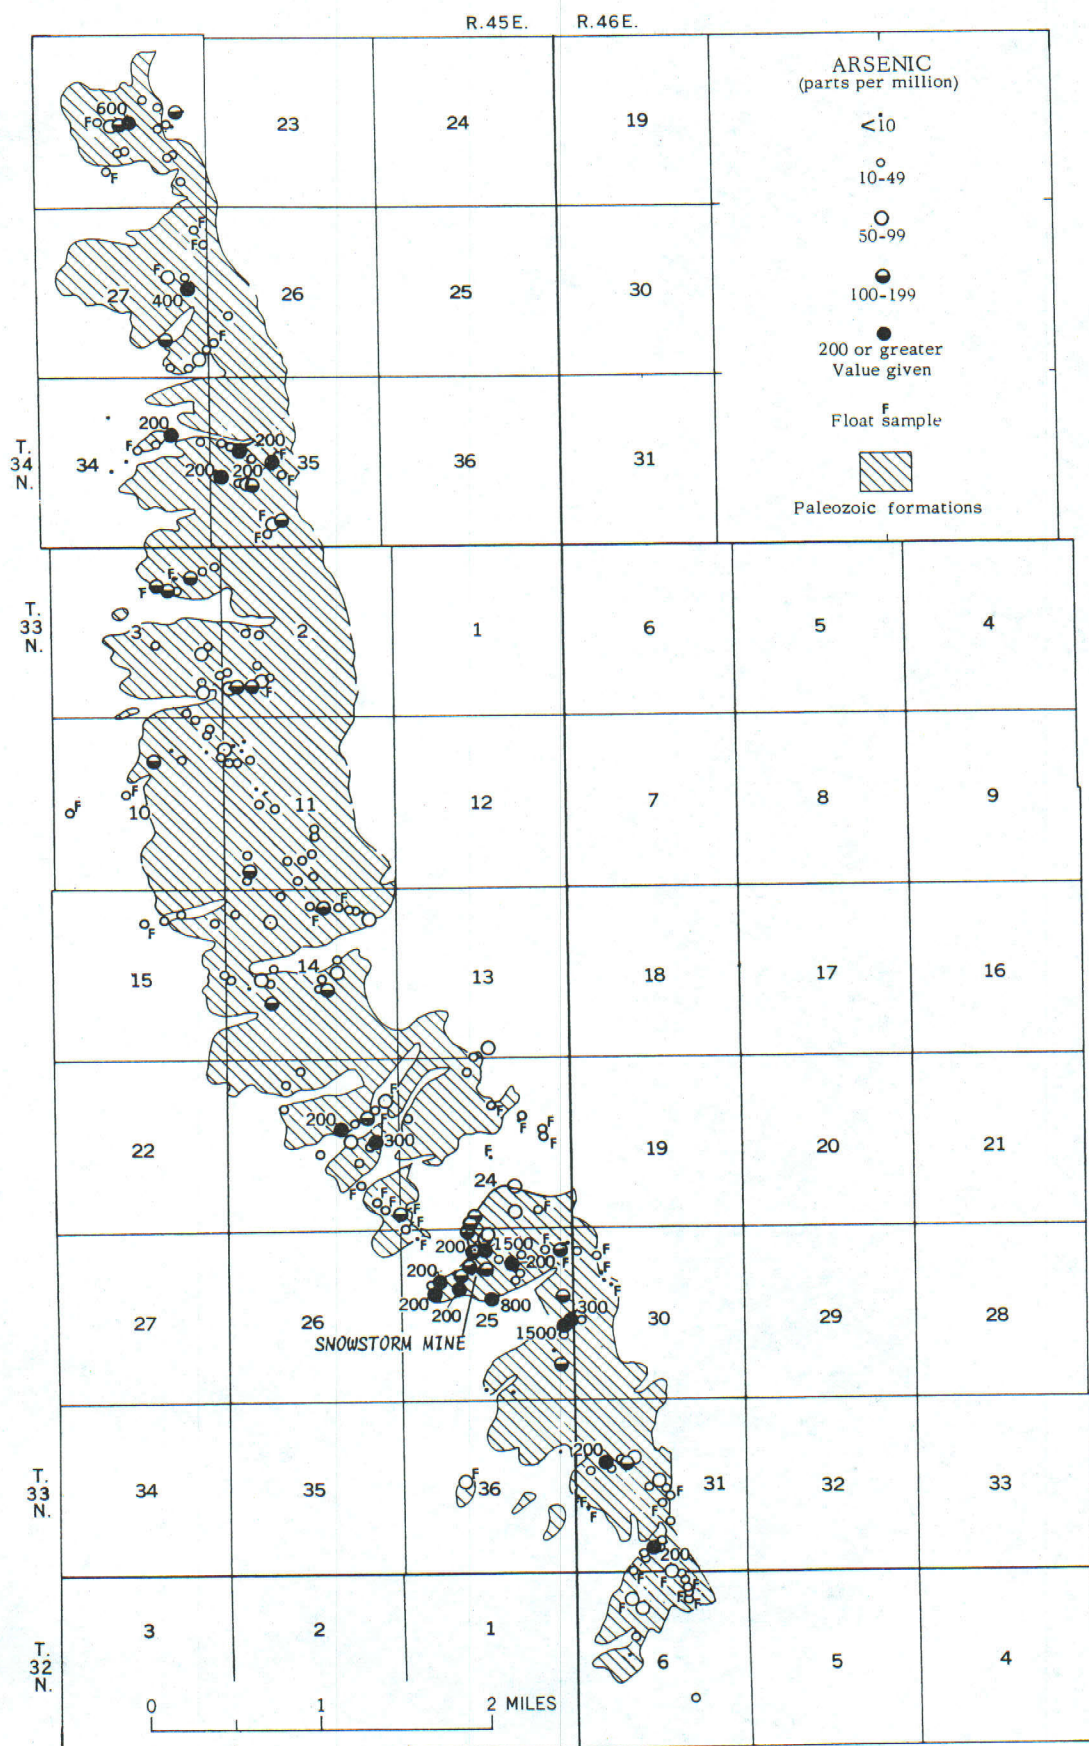 R.45E. R.46E.
ARSENIC
(parts per million)
<10
10-49
50-99
100-199
200 or greater
Value given
F
Float sample
Paleozoic formations
600
F
23 24 19
F
F
F
F
27 400 26 25 30
F
T.
34
N.
200
F
34
200
F
200 200
35 36 31
F
F
F
F
F
T.
33
N.
3 2 1 6 5 4
F
F
F
10 11 12 7 8 9
F
F
F
15 14 13 18 17 16
F
200
F
F
300
F
F
F
F
22 19 20 21
24
F
F
F
F
F
F
F
F
200 1500
F
F
200
F
F
F
200
200
200
800
300
25
1500
27 26 30 29 28
SNOWSTORM MINE
200
T.
33
N.
F
34 35 36 31 32 33
F
F
F
200
F
F
F
F
F
F
T.
32
N.
3 2 1 6 5 4
0 1 2 MILES